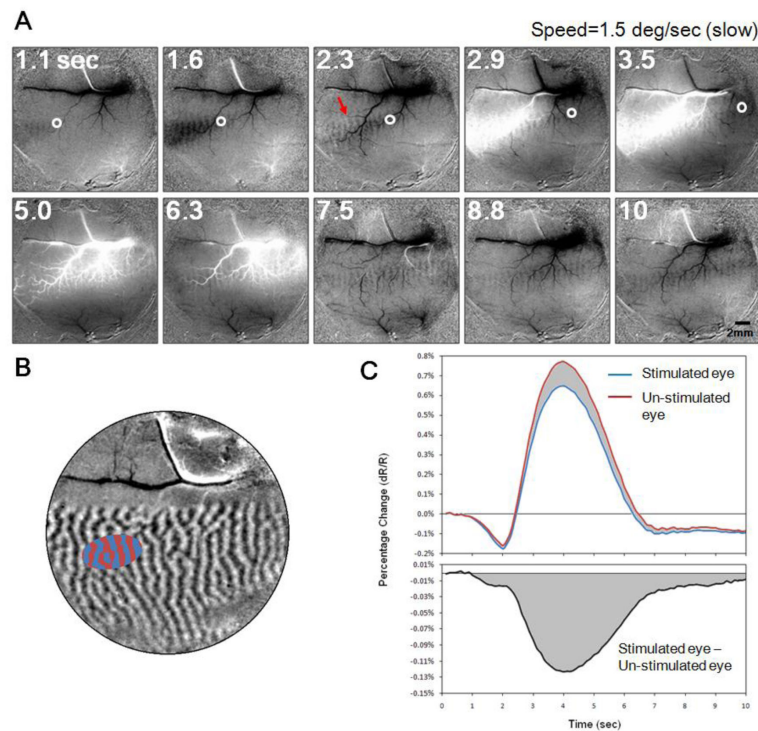 A
Speed=1.5 deg/sec (slow)
1.1 sec
1.6
2.3
2.9
3.5
5.0
6.3
7.5
8.8
10
2mm
B
C
0.8%
0.7%
0.6%
0.4%
0.3%
0.2%
0.0%
-0.1%
-0.2%
Stimulated eye
Un-stimulated
eye
Percentage Change (dR/R)
0.01%
-0.01%
-0.03%
-0.05%
-0.07%
-0.09%
-0.11%
-0.13%
-0.15%
Stimulated eye –
Un-stimulated eye
0 1 2 3 4 5 6 7 8 9 10
Time (sec)